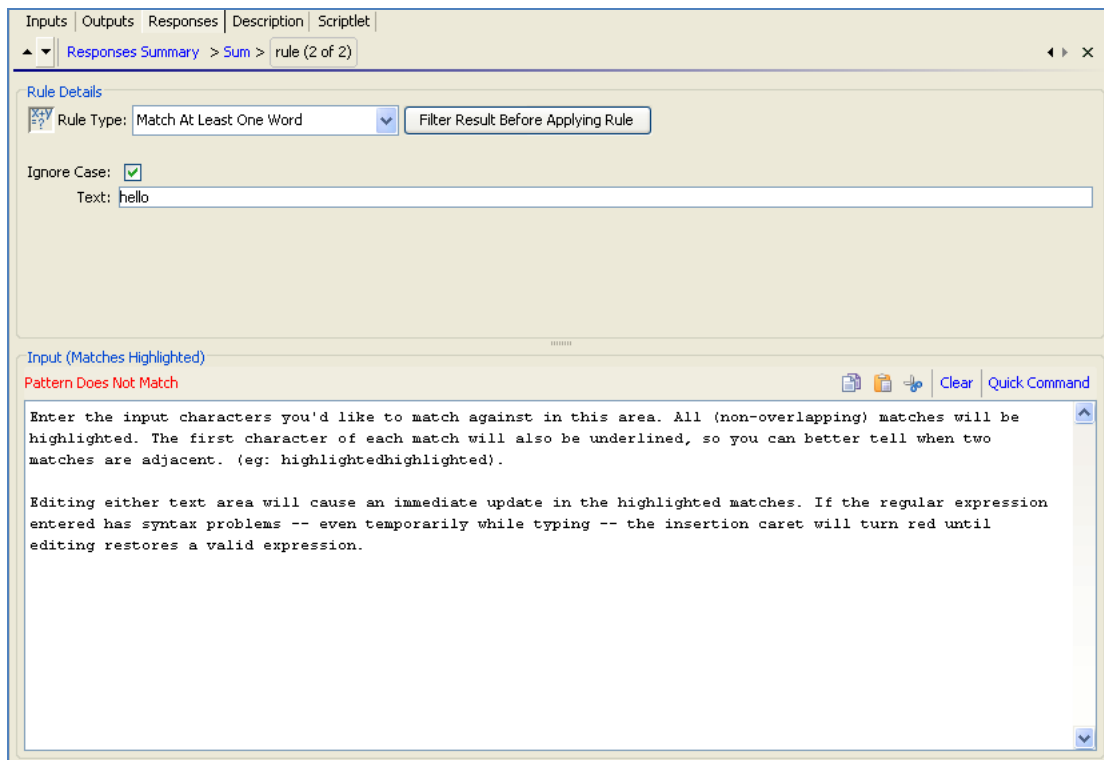 Inputs Outputs Responses Description Scriptlet
Responses Summary > Sum > rule (2 of 2)
Rule Details
X+Y =? Rule Type: Match At Least One Word Filter Result Before Applying Rule
Ignore Case:
Text: hello
Input (Matches Highlighted)
Pattern Does Not Match Clear Quick Command
Enter the input characters you'd like to match against in this area. All (non-overlapping) matches will be
highlighted. The first character of each match will also be underlined, so you can better tell when two
matches are adjacent. (eg: highlightedhighlighted).
Editing either text area will cause an immediate update in the highlighted matches. If the regular expression
entered has syntax problems -- even temporarily while typing -- the insertion caret will turn red until
editing restores a valid expression.